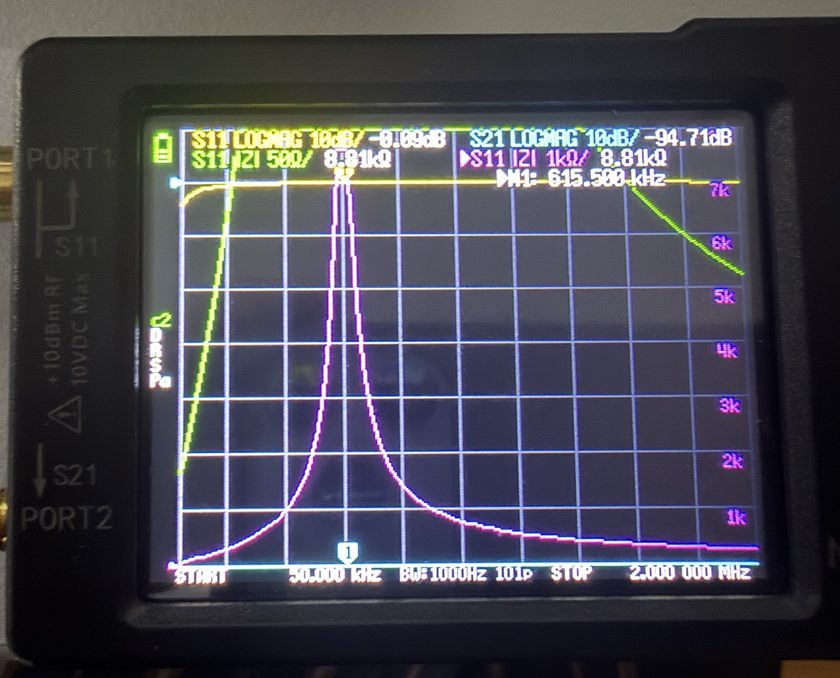 S11 LOGMAG 10dB/ -0.09dB S21 LOGMAG 10dB/ -94.71dB
S11 |Z| 50Ω/ 8.81kΩ S11 |Z| 1kΩ/ 8.81kΩ
M1: 615.500 kHz
PORT1
S11
+10dBm RF
10VDC Max
S21
PORT2
c2
D
R
S
7k
6k
5k
4k
3k
2k
1k
1
START 50.000 kHz BW:1000Hz 101p STOP 2.000 000 MHz